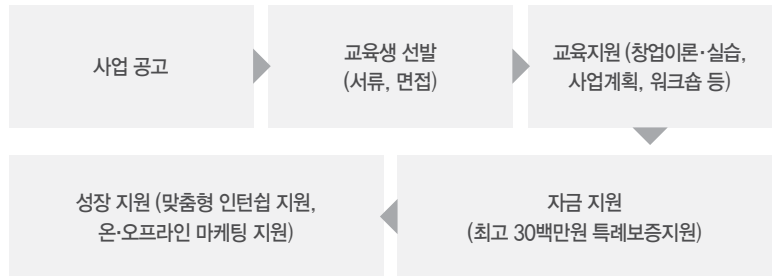 사업 공고
교육생 선발
(서류, 면접)
교육지원 (창업이론·실습,
사업계획, 워크숍 등)
자금 지원
(최고 30백만원 특례보증지원)
성장 지원 (맞춤형 인턴쉽 지원,
온·오프라인 마케팅 지원)